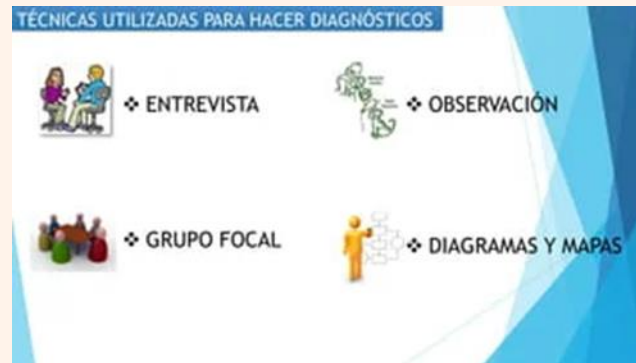 TÉCNICAS UTILIZADAS PARA HACER DIAGNÓSTICOS
❖ ENTREVISTA
❖ OBSERVACIÓN
❖ GRUPO FOCAL
❖ DIAGRAMAS Y MAPAS